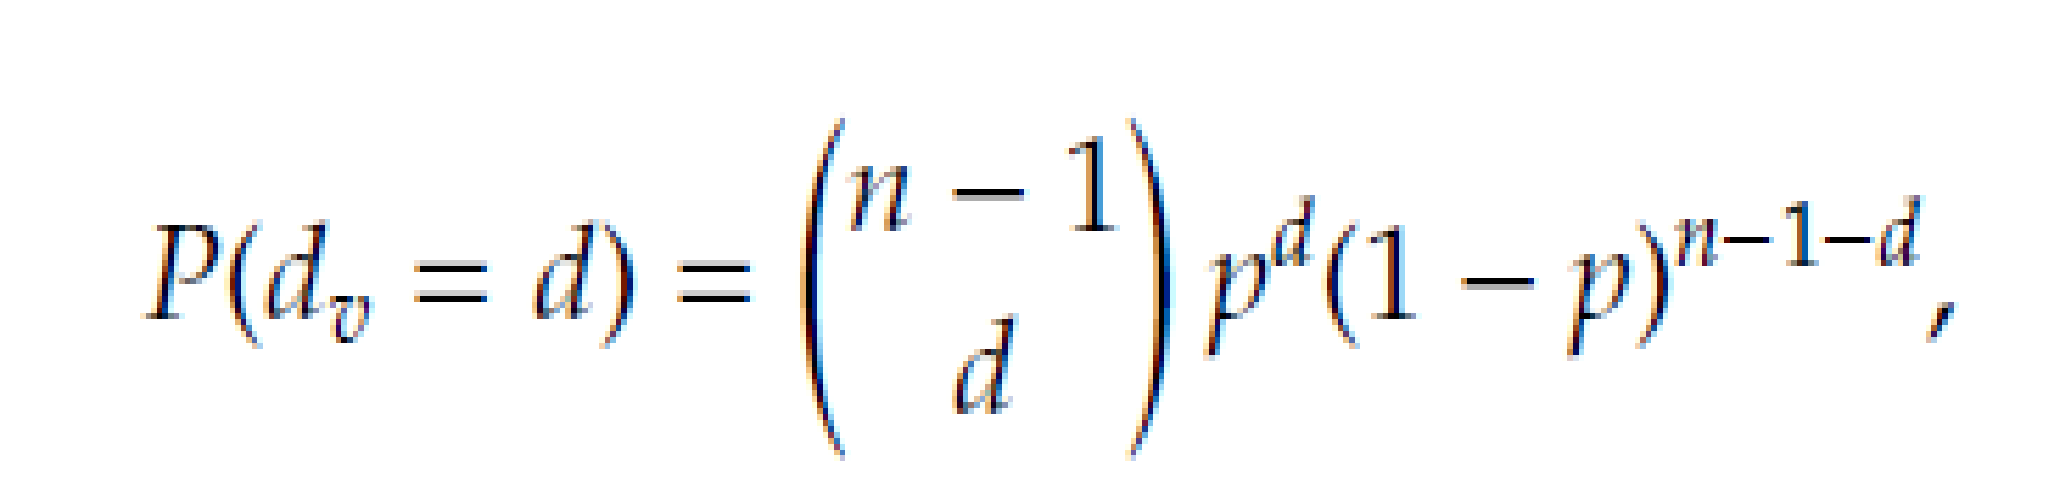 $P(d_v = d) = \binom{n-1}{d} p^d (1-p)^{n-1-d},$